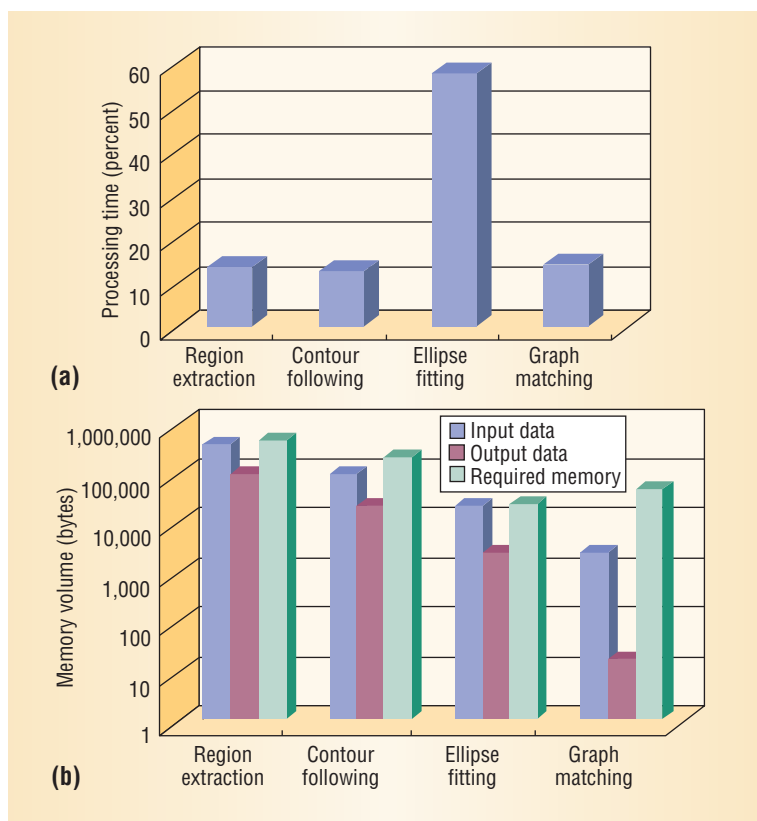 Processing time (percent)
60
50
40
30
20
10
0
Region
extraction
Contour
following
Ellipse
fitting
Graph
matching
(a)
Memory volume (bytes)
1,000,000
100,000
10,000
1,000
100
10
1
Input data
Output data
Required memory
Region
extraction
Contour
following
Ellipse
fitting
Graph
matching
(b)